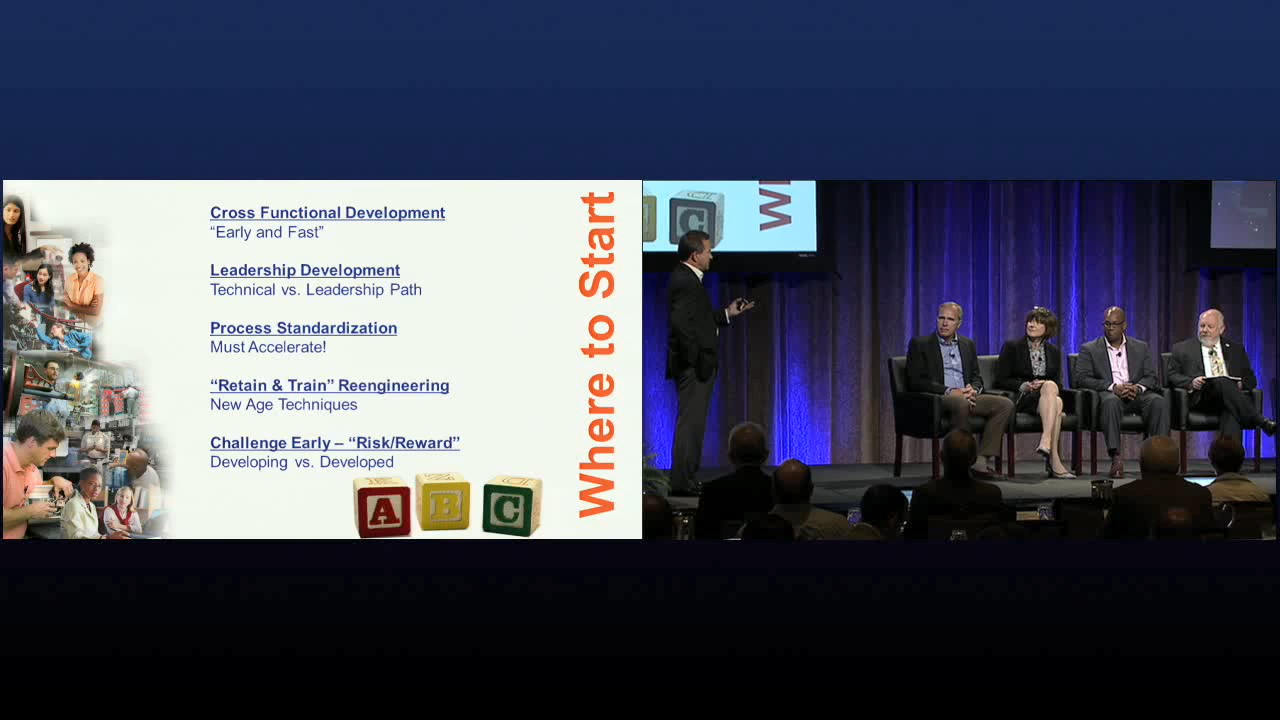 Cross Functional Development
“Early and Fast”
Leadership Development
Technical vs. Leadership Path
Process Standardization
Must Accelerate!
“Retain & Train” Reengineering
New Age Techniques
Challenge Early – “Risk/Reward”
Developing vs. Developed
A B C
Where to Start
C